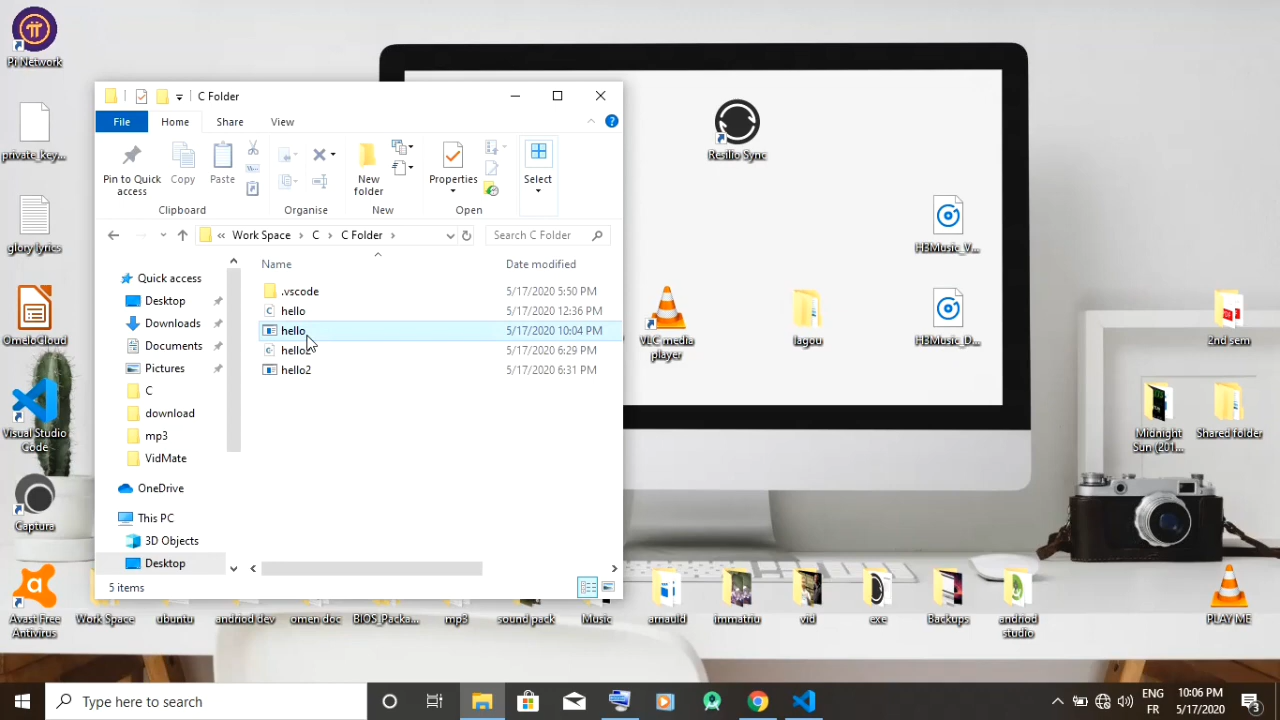 Pi Network
private_key...
glory lyrics
OmeloCloud
Visual Studio
Code
Captura
Avast Free
Antivirus
C Folder
File
Home
Share
View
Pin to Quick
access
Copy
Paste
New
folder
Properties
Select
Clipboard
Organise
New
Open
Work Space
C
C Folder
Search C Folder
Name
Date modified
Quick access
Desktop
Downloads
Documents
Pictures
C
download
mp3
VidMate
OneDrive
This PC
3D Objects
Desktop
.vscode 5/17/2020 5:50 PM
hello 5/17/2020 12:36 PM
hello 5/17/2020 10:04 PM
hello2 5/17/2020 6:29 PM
hello2 5/17/2020 6:31 PM
5 items
Resilio Sync
H3Music_V...
VLC media
player
lagou
H3Music_D...
2nd sem
Midnight
Sun (201...
Shared folder
Work Space
ubuntu
andriod dev
omen doc
BIOS_Packa...
mp3
sound pack
Music
arnauld
immatriu
vid
exe
Backups
andriod
studio
PLAY ME
Type here to search
ENG
FR
10:06 PM
5/17/2020
3